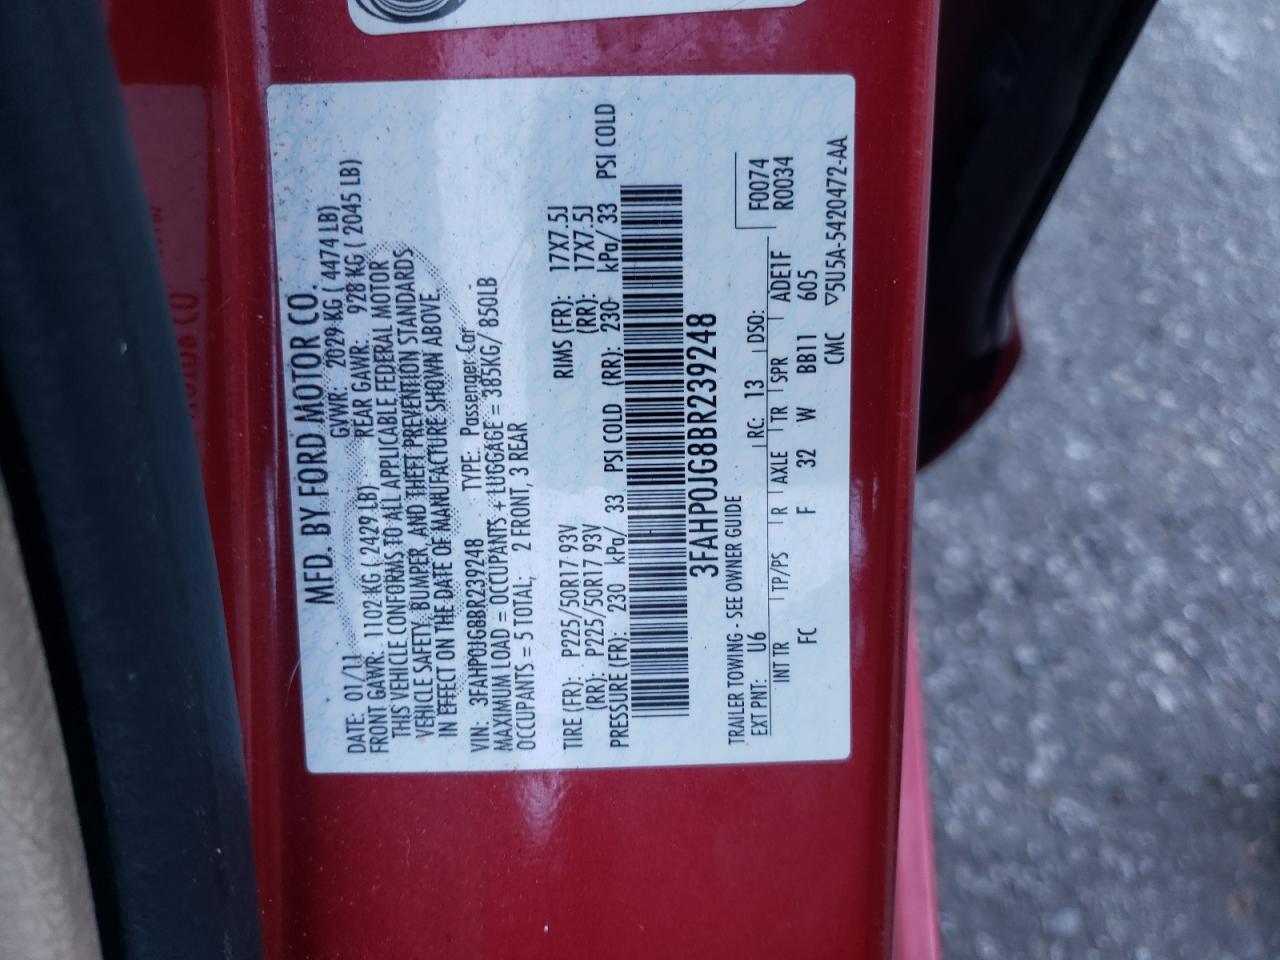 MFD. BY FORD MOTOR CO.
DATE: 01/11 GVWR: 2029 KG ( 4474 LB)
FRONT GAWR: 1102 KG ( 2429 LB) REAR GAWR: 928 KG ( 2045 LB)
THIS VEHICLE CONFORMS TO ALL APPLICABLE FEDERAL MOTOR
VEHICLE SAFETY, BUMPER, AND THEFT PREVENTION STANDARDS
IN EFFECT ON THE DATE OF MANUFACTURE SHOWN ABOVE.
VIN: 3FAHP0JG8BR239248 TYPE: Passenger Car
MAXIMUM LOAD = OCCUPANTS + LUGGAGE = 385KG/ 850LB
OCCUPANTS = 5 TOTAL; 2 FRONT, 3 REAR
TIRE (FR): P225/50R17 93V RIMS (FR): 17X7.5J
(RR): P225/50R17 93V (RR): 17X7.5J
PRESSURE (FR): 230 kPa/ 33 PSI COLD (RR): 230 kPa/ 33 PSI COLD
3FAHP0JG8BR239248
TRAILER TOWING - SEE OWNER GUIDE
F0074
EXT PNT: U6 RC: 13 DSO: R0034
INT TR TP/PS R AXLE TR SPR ADE1F
FC F 32 W BB11 605
CMC ▽5U5A-5420472-AA